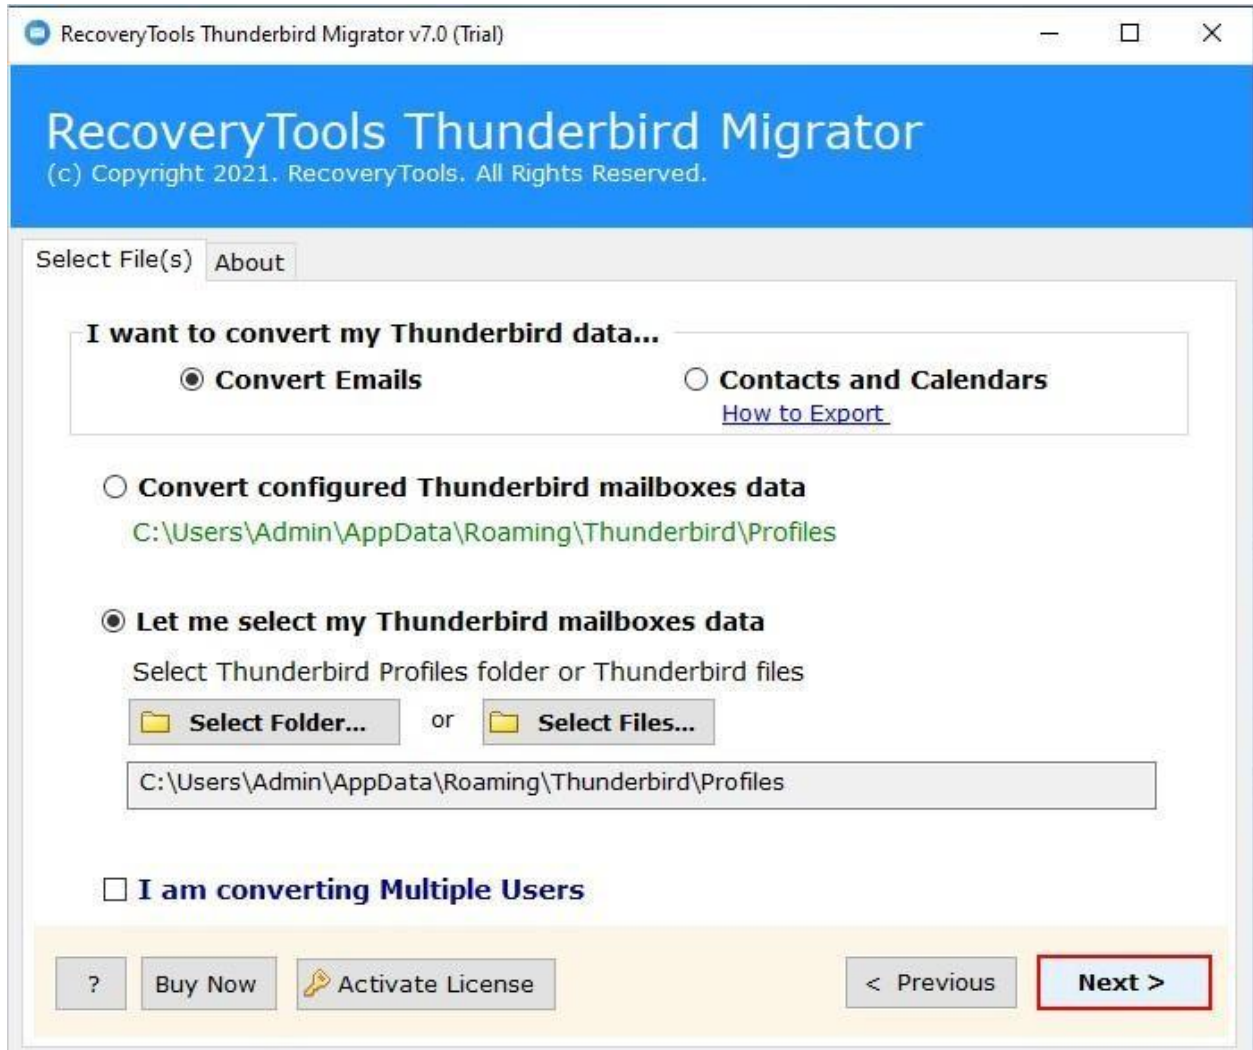 RecoveryTools Thunderbird Migrator v7.0 (Trial)
RecoveryTools Thunderbird Migrator
(c) Copyright 2021. RecoveryTools. All Rights Reserved.
Select File(s) About
I want to convert my Thunderbird data...
Convert Emails Contacts and Calendars
How to Export
Convert configured Thunderbird mailboxes data
C:\Users\Admin\AppData\Roaming\Thunderbird\Profiles
Let me select my Thunderbird mailboxes data
Select Thunderbird Profiles folder or Thunderbird files
Select Folder... or Select Files...
C:\Users\Admin\AppData\Roaming\Thunderbird\Profiles
I am converting Multiple Users
? Buy Now Activate License < Previous Next >